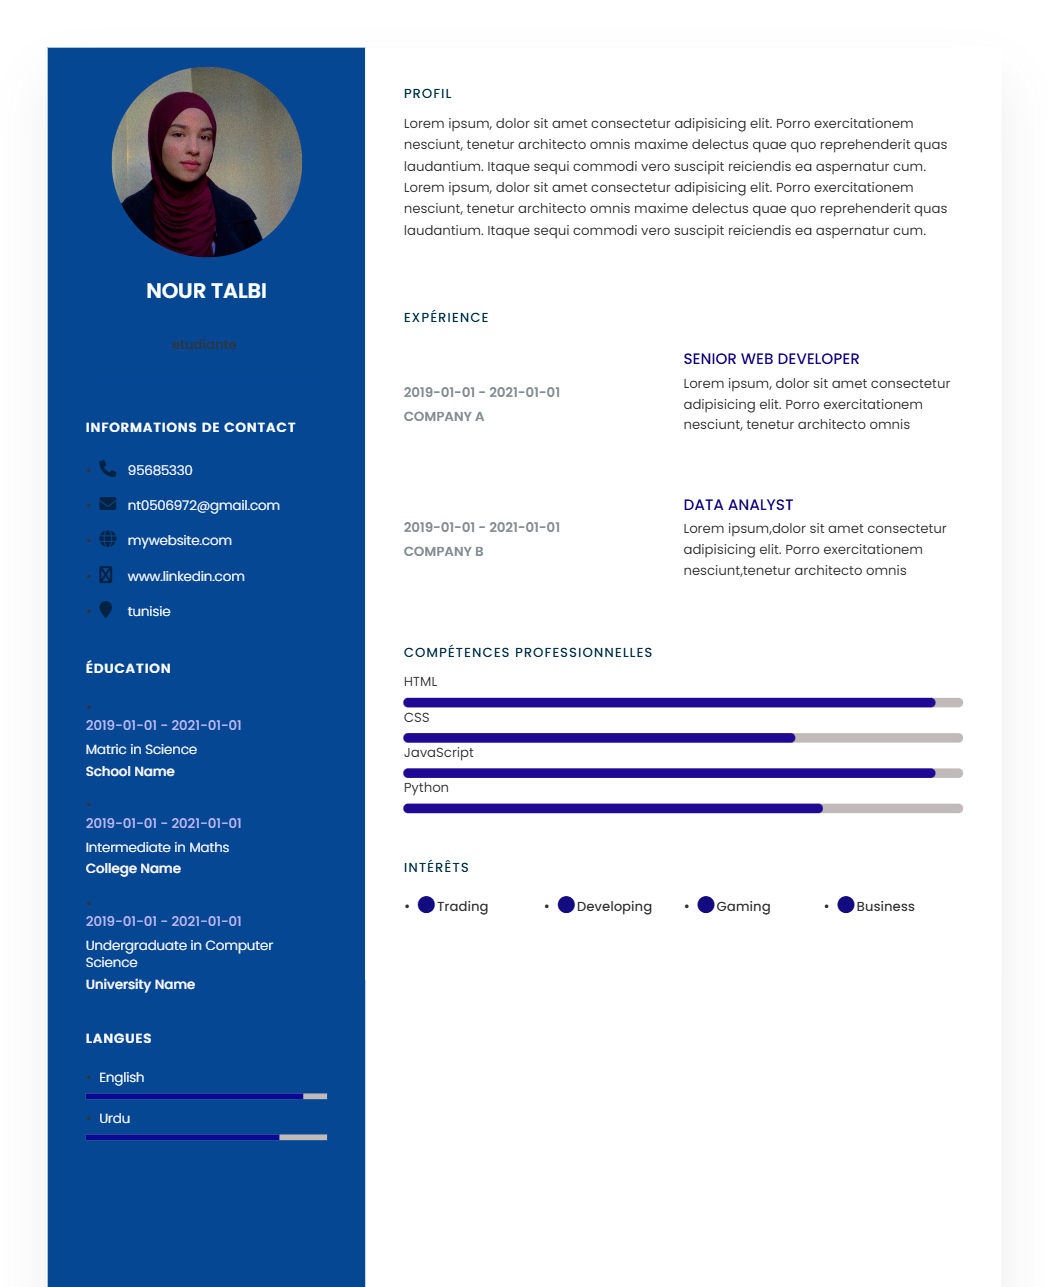 NOUR TALBI
etudiante
INFORMATIONS DE CONTACT
95685330
nt0506972@gmail.com
mywebsite.com
www.linkedin.com
tunisie
ÉDUCATION
2019-01-01 - 2021-01-01
Matric in Science
School Name
2019-01-01 - 2021-01-01
Intermediate in Maths
College Name
2019-01-01 - 2021-01-01
Undergraduate in Computer
Science
University Name
LANGUES
English
Urdu
PROFIL
Lorem ipsum, dolor sit amet consectetur adipisicing elit. Porro exercitationem
nesciunt, tenetur architecto omnis maxime delectus quae quo reprehenderit quas
laudantium. Itaque sequi commodi vero suscipit reiciendis ea aspernatur cum.
Lorem ipsum, dolor sit amet consectetur adipisicing elit. Porro exercitationem
nesciunt, tenetur architecto omnis maxime delectus quae quo reprehenderit quas
laudantium. Itaque sequi commodi vero suscipit reiciendis ea aspernatur cum.
EXPÉRIENCE
2019-01-01 - 2021-01-01
COMPANY A
SENIOR WEB DEVELOPER
Lorem ipsum, dolor sit amet consectetur
adipisicing elit. Porro exercitationem
nesciunt, tenetur architecto omnis
2019-01-01 - 2021-01-01
COMPANY B
DATA ANALYST
Lorem ipsum,dolor sit amet consectetur
adipisicing elit. Porro exercitationem
nesciunt,tenetur architecto omnis
COMPÉTENCES PROFESSIONNELLES
HTML
CSS
JavaScript
Python
INTÉRÊTS
• Trading • Developing • Gaming • Business